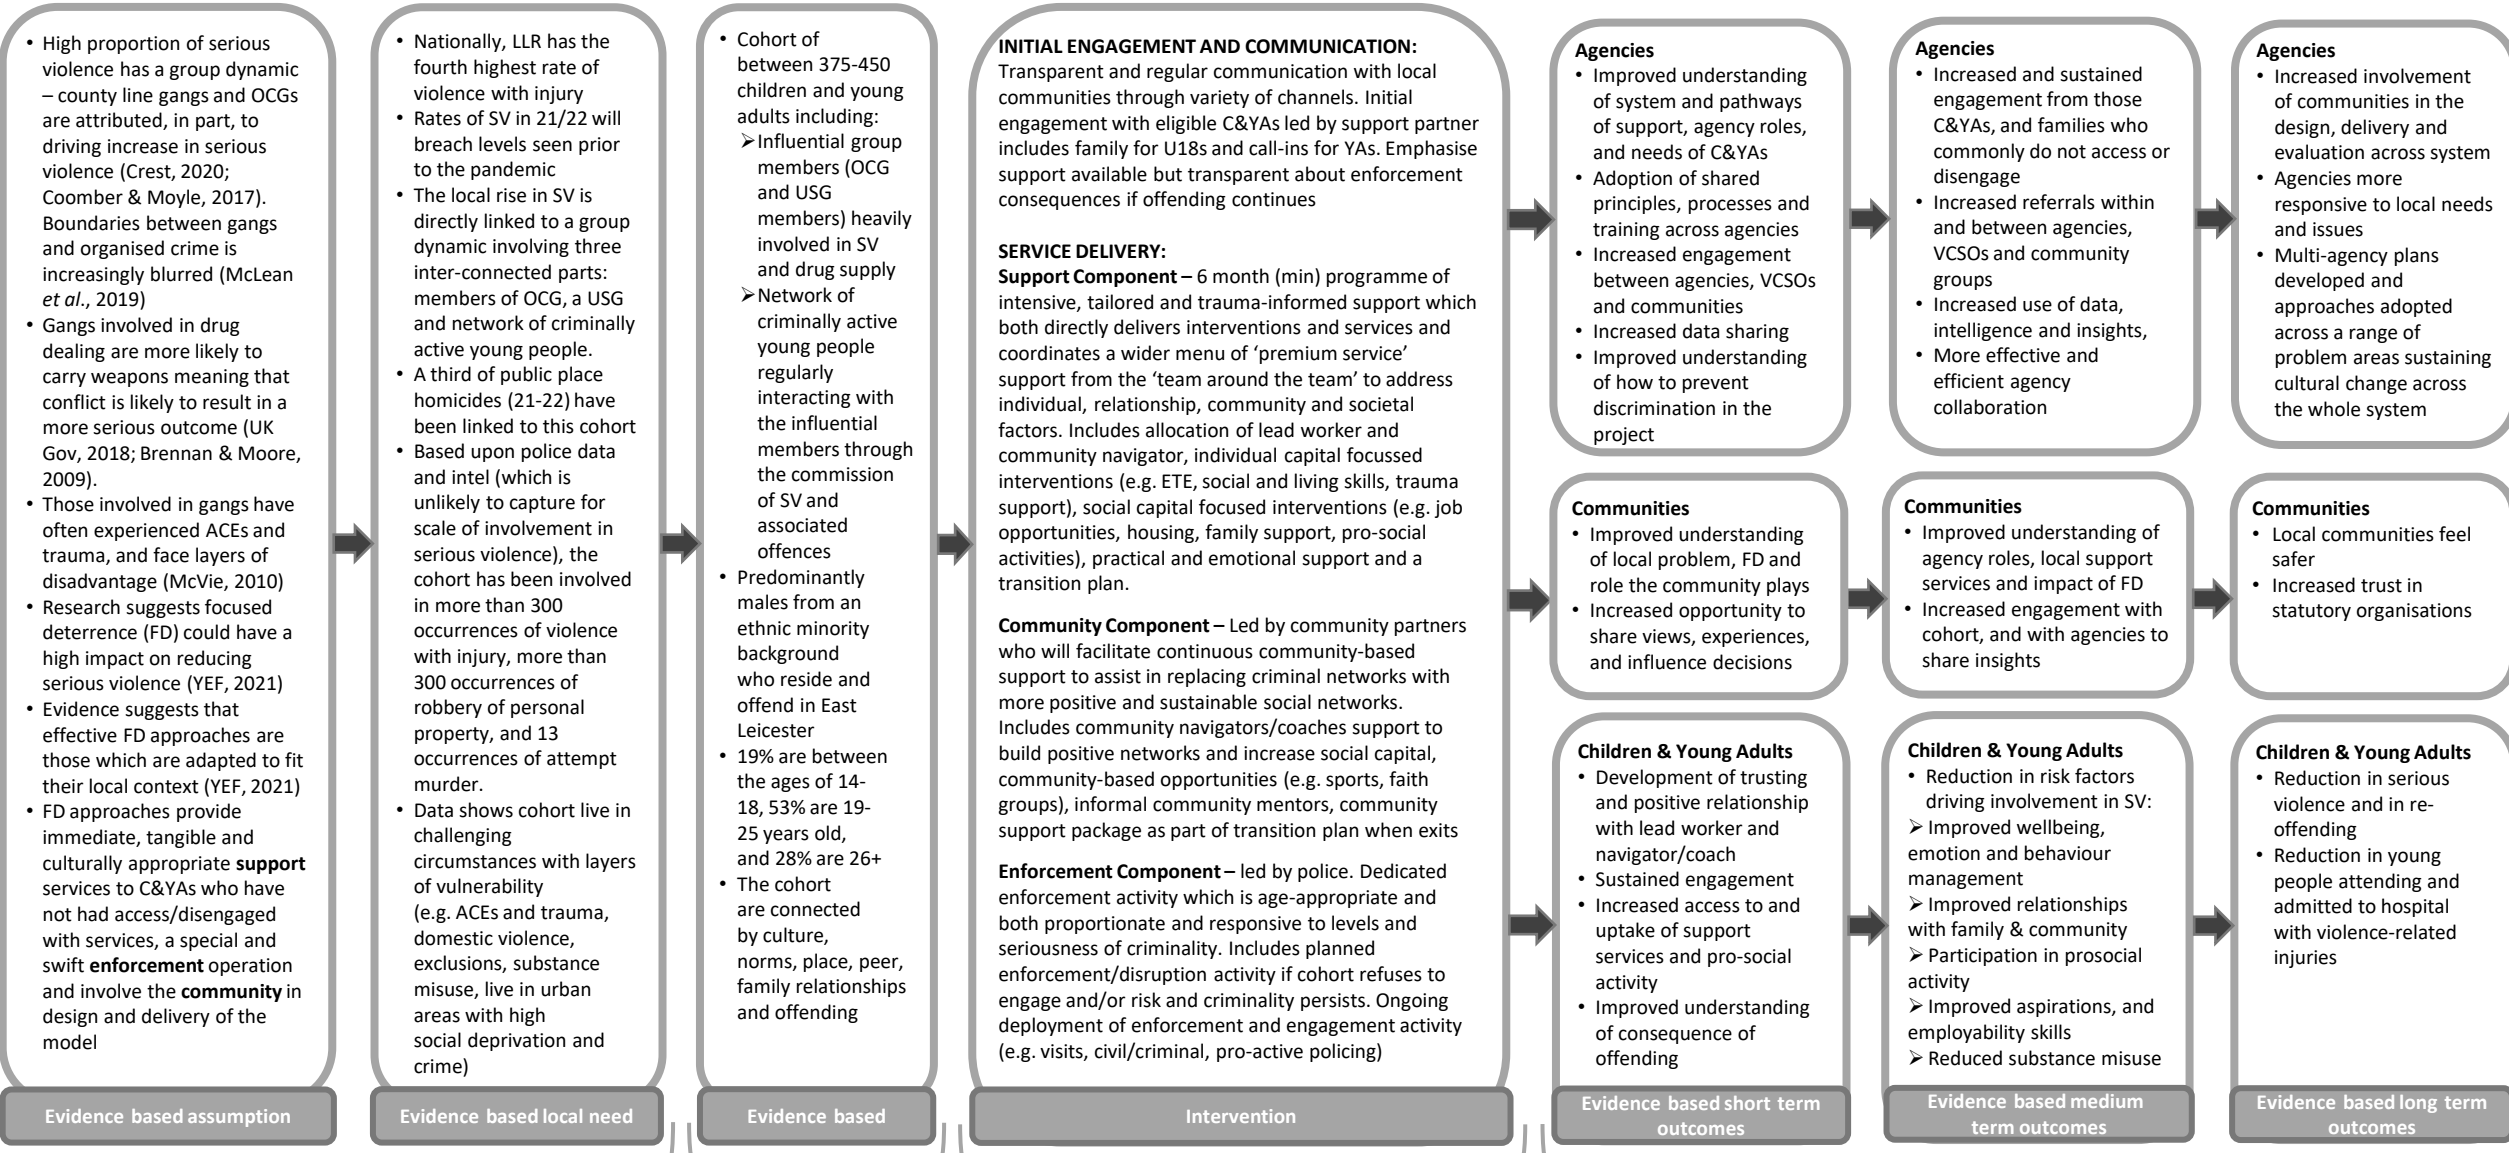 • High proportion of serious
violence has a group dynamic
– county line gangs and OCGs
are attributed, in part, to
driving increase in serious
violence (Crest, 2020;
Coomber & Moyle, 2017).
Boundaries between gangs
and organised crime is
increasingly blurred (McLean
et al., 2019)
• Gangs involved in drug
dealing are more likely to
carry weapons meaning that
conflict is likely to result in a
more serious outcome (UK
Gov, 2018; Brennan & Moore,
2009).
• Those involved in gangs have
often experienced ACEs and
trauma, and face layers of
disadvantage (McVie, 2010)
• Research suggests focused
deterrence (FD) could have a
high impact on reducing
serious violence (YEF, 2021)
• Evidence suggests that
effective FD approaches are
those which are adapted to fit
their local context (YEF, 2021)
• FD approaches provide
immediate, tangible and
culturally appropriate support
services to C&YAs who have
not had access/disengaged
with services, a special and
swift enforcement operation
and involve the community in
design and delivery of the
model
Evidence based assumption
• Nationally, LLR has the
fourth highest rate of
violence with injury
• Rates of SV in 21/22 will
breach levels seen prior
to the pandemic
• The local rise in SV is
directly linked to a group
dynamic involving three
inter-connected parts:
members of OCG, a USG
and network of criminally
active young people.
• A third of public place
homicides (21-22) have
been linked to this cohort
• Based upon police data
and intel (which is
unlikely to capture for
scale of involvement in
serious violence), the
cohort has been involved
in more than 300
occurrences of violence
with injury, more than
300 occurrences of
robbery of personal
property, and 13
occurrences of attempt
murder.
• Data shows cohort live in
challenging
circumstances with layers
of vulnerability
(e.g. ACEs and trauma,
domestic violence,
exclusions, substance
misuse, live in urban
areas with high
social deprivation and
crime)
Evidence based local need
• Cohort of
between 375-450
children and young
adults including:
➢Influential group
members (OCG
and USG
members) heavily
involved in SV
and drug supply
➢Network of
criminally active
young people
regularly
interacting with
the influential
members through
the commission
of SV and
associated
offences
• Predominantly
males from an
ethnic minority
background
who reside and
offend in East
Leicester
• 19% are between
the ages of 14-
18, 53% are 19-
25 years old,
and 28% are 26+
• The cohort
are connected
by culture,
norms, place, peer,
family relationships
and offending
Evidence based
INITIAL ENGAGEMENT AND COMMUNICATION:
Transparent and regular communication with local
communities through variety of channels. Initial
engagement with eligible C&YAs led by support partner
includes family for U18s and call-ins for YAs. Emphasise
support available but transparent about enforcement
consequences if offending continues
SERVICE DELIVERY:
Support Component – 6 month (min) programme of
intensive, tailored and trauma-informed support which
both directly delivers interventions and services and
coordinates a wider menu of ‘premium service’
support from the ‘team around the team’ to address
individual, relationship, community and societal
factors. Includes allocation of lead worker and
community navigator, individual capital focussed
interventions (e.g. ETE, social and living skills, trauma
support), social capital focused interventions (e.g. job
opportunities, housing, family support, pro-social
activities), practical and emotional support and a
transition plan.
Community Component – Led by community partners
who will facilitate continuous community-based
support to assist in replacing criminal networks with
more positive and sustainable social networks.
Includes community navigators/coaches support to
build positive networks and increase social capital,
community-based opportunities (e.g. sports, faith
groups), informal community mentors, community
support package as part of transition plan when exits
Enforcement Component – led by police. Dedicated
enforcement activity which is age-appropriate and
both proportionate and responsive to levels and
seriousness of criminality. Includes planned
enforcement/disruption activity if cohort refuses to
engage and/or risk and criminality persists. Ongoing
deployment of enforcement and engagement activity
(e.g. visits, civil/criminal, pro-active policing)
Intervention
Agencies
• Improved understanding
of system and pathways
of support, agency roles,
and needs of C&YAs
• Adoption of shared
principles, processes and
training across agencies
• Increased engagement
between agencies, VCSOs
and communities
• Increased data sharing
• Improved understanding
of how to prevent
discrimination in the
project
Communities
• Improved understanding
of local problem, FD and
role the community plays
• Increased opportunity to
share views, experiences,
and influence decisions
Children & Young Adults
• Development of trusting
and positive relationship
with lead worker and
navigator/coach
• Sustained engagement
• Increased access to and
uptake of support
services and pro-social
activity
• Improved understanding
of consequence of
offending
Evidence based short term
outcomes
Agencies
• Increased and sustained
engagement from those
C&YAs, and families who
commonly do not access or
disengage
• Increased referrals within
and between agencies,
VCSOs and community
groups
• Increased use of data,
intelligence and insights,
• More effective and
efficient agency
collaboration
Communities
• Improved understanding of
agency roles, local support
services and impact of FD
• Increased engagement with
cohort, and with agencies to
share insights
Children & Young Adults
• Reduction in risk factors
driving involvement in SV:
➢ Improved wellbeing,
emotion and behaviour
management
➢ Improved relationships
with family & community
➢ Participation in prosocial
activity
➢ Improved aspirations, and
employability skills
➢ Reduced substance misuse
Evidence based medium
term outcomes
Agencies
• Increased involvement
of communities in the
design, delivery and
evaluation across system
• Agencies more
responsive to local needs
and issues
• Multi-agency plans
developed and
approaches adopted
across a range of
problem areas sustaining
cultural change across
the whole system
Communities
• Local communities feel
safer
• Increased trust in
statutory organisations
Children & Young Adults
• Reduction in serious
violence and in re-
offending
• Reduction in young
people attending and
admitted to hospital
with violence-related
injuries
Evidence based long term
outcomes